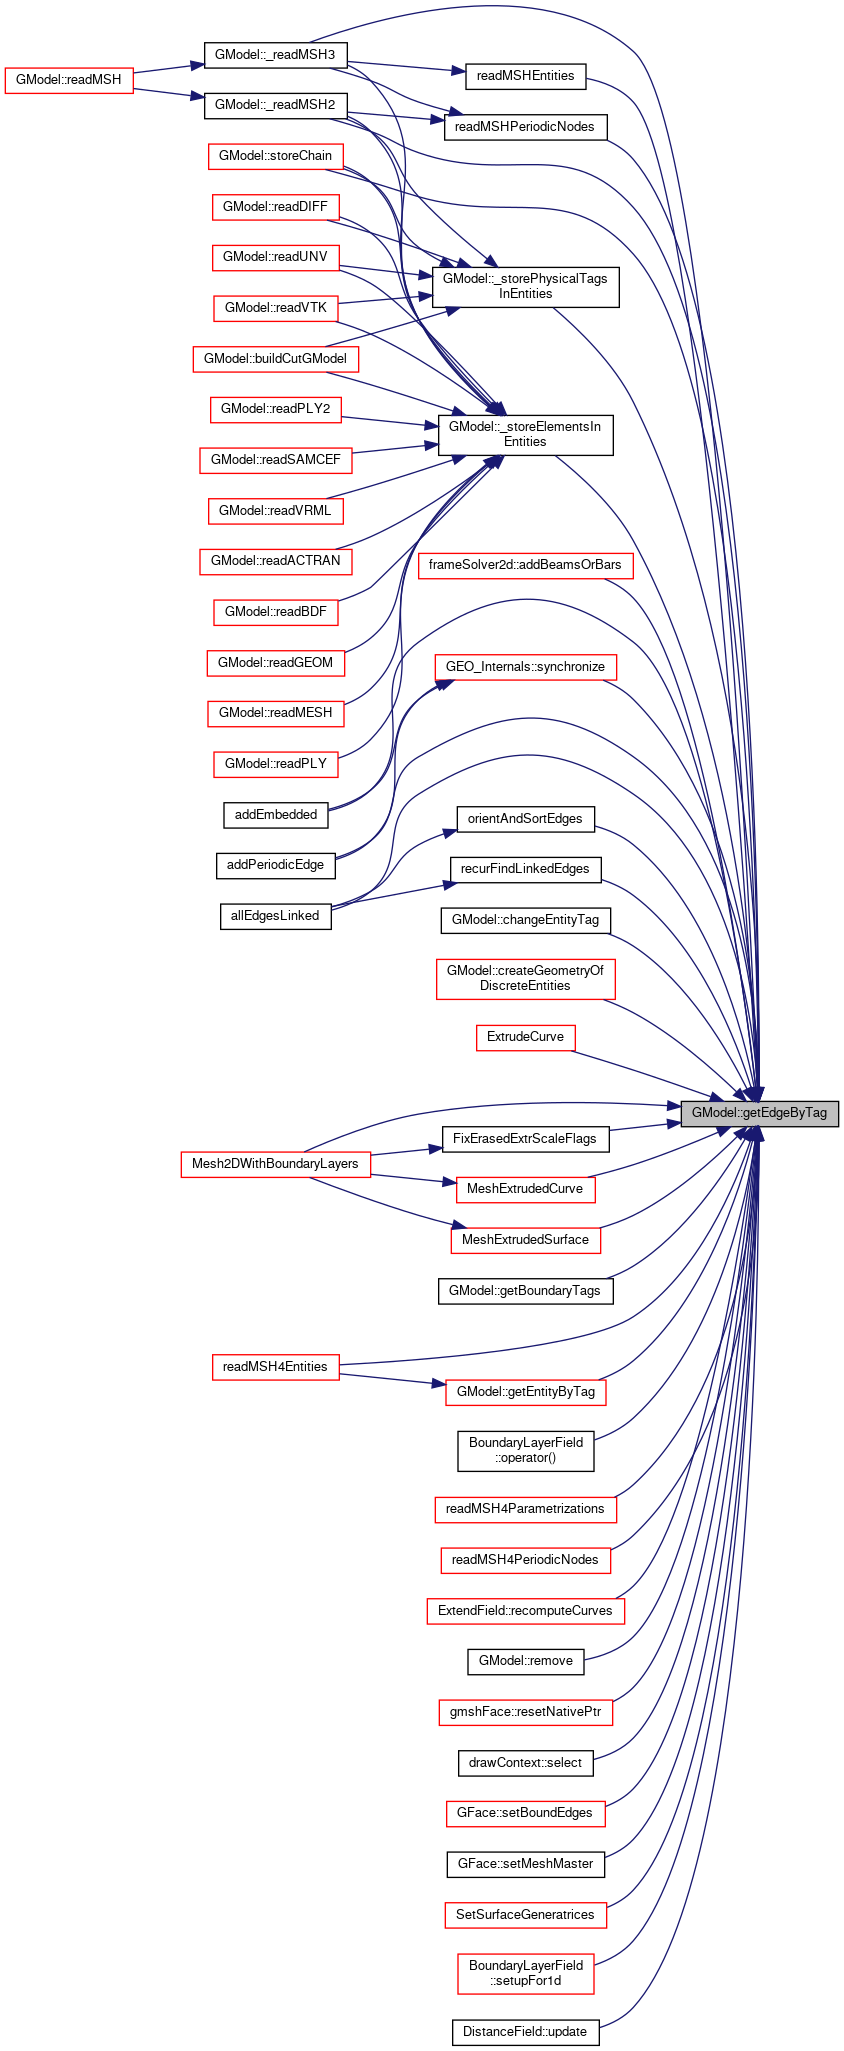 GModel::_readMSH3
readMSHEntities
GModel::readMSH
GModel::_readMSH2
readMSHPeriodicNodes
GModel::storeChain
GModel::readDIFF
GModel::readUNV
GModel::_storePhysicalTags
InEntities
GModel::readVTK
GModel::buildCutGModel
GModel::readPLY2
GModel::_storeElementsIn
Entities
GModel::readSAMCEF
GModel::readVRML
GModel::readACTRAN
frameSolver2d::addBeamsOrBars
GModel::readBDF
GModel::readGEOM
GEO_Internals::synchronize
GModel::readMESH
GModel::readPLY
addEmbedded
orientAndSortEdges
addPeriodicEdge
recurFindLinkedEdges
allEdgesLinked
GModel::changeEntityTag
GModel::createGeometryOf
DiscreteEntities
ExtrudeCurve
GModel::getEdgeByTag
FixErasedExtrScaleFlags
Mesh2DWithBoundaryLayers
MeshExtrudedCurve
MeshExtrudedSurface
GModel::getBoundaryTags
readMSH4Entities
GModel::getEntityByTag
BoundaryLayerField
::operator()
readMSH4Parametrizations
readMSH4PeriodicNodes
ExtendField::recomputeCurves
GModel::remove
gmshFace::resetNativePtr
drawContext::select
GFace::setBoundEdges
GFace::setMeshMaster
SetSurfaceGeneratrices
BoundaryLayerField
::setupFor1d
DistanceField::update